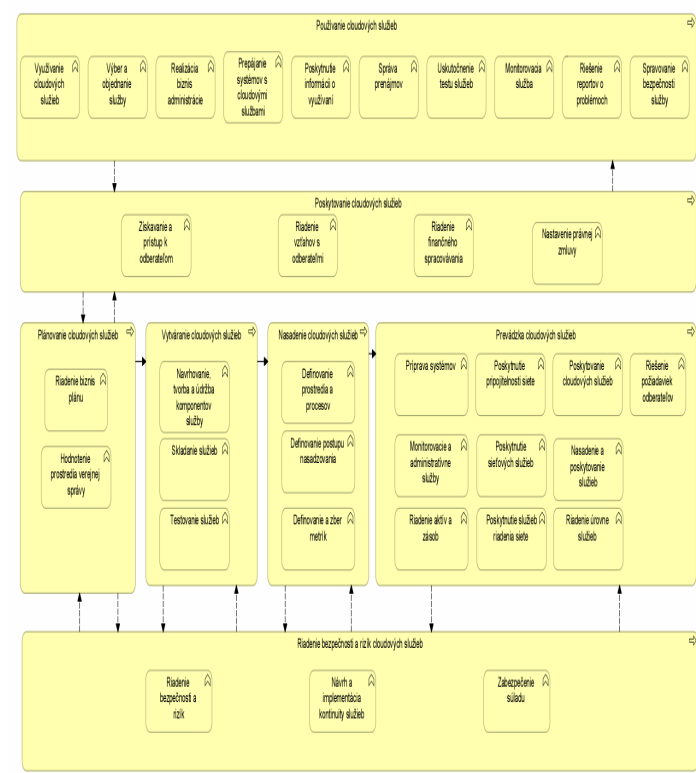 Používanie cloudových služieb
Využívanie
cloudových
služieb
Výber a
objednanie
služby
Realizácia
biznis
administrácie
Prepájanie
systémov s
cloudovými
službami
Poskytnutie
informácií o
využívaní
Správa
prenájmov
Uskutočnenie
testu služieb
Monitorovacia
služba
Riešenie
reportov o
problémoch
Spravovanie
bezpečnosti
služby
Poskytovanie cloudových služieb
Získavanie a
prístup k
odberateľom
Riadenie
vzťahov s
odberateľmi
Riadenie
finančného
spracovávania
Nastavenie právnej
zmluvy
Plánovanie cloudových služieb
Riadenie biznis
plánu
Hodnotenie
prostredia verejnej
správy
Vytváranie cloudových služieb
Navrhovanie,
tvorba a údržba
komponentov
služby
Skladanie služieb
Testovanie služieb
Nasadenie cloudových služieb
Definovanie
prostredia a
procesov
Definovanie postupu
nasadzovania
Definovanie a zber
metrík
Prevádzka cloudových služieb
Príprava systémov
Poskytnutie
pripojiteľnosti siete
Poskytovanie
cloudových služieb
Riešenie
požiadaviek
odberateľov
Monitorovacie a
administratívne
služby
Poskytnutie
sieťových služieb
Nasadenie a
poskytovanie
služieb
Riadenie aktív a
zásob
Poskytnutie služieb
riadenia siete
Riadenie úrovne
služieb
Riadenie bezpečnosti a rizík cloudových služieb
Riadenie
bezpečnosti a
rizík
Návrh a
implementácia
kontinuity služieb
Zabezpečenie
súladu